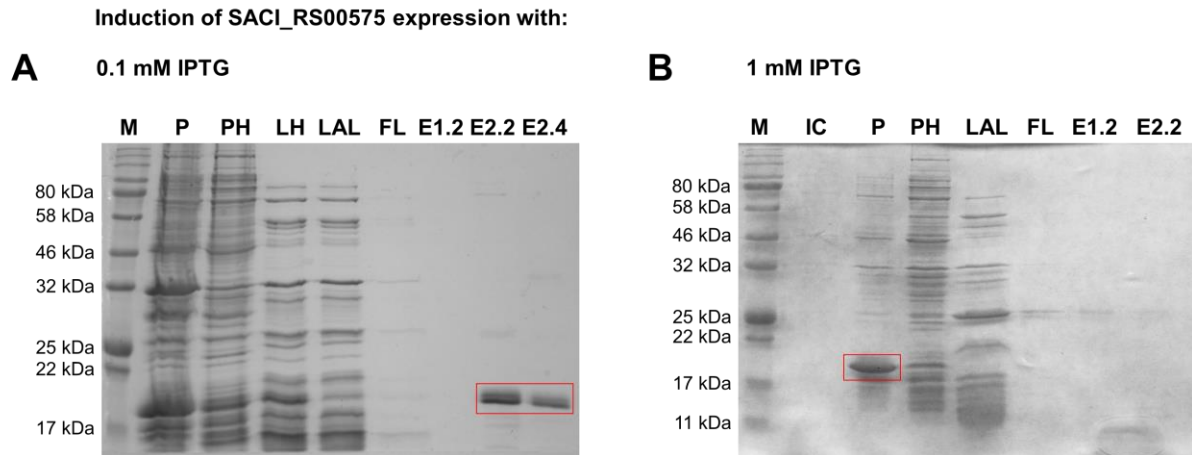 Induction of SACI_RS00575 expression with:
A 0.1 mM IPTG
M P PH LH LAL FL E1.2 E2.2 E2.4
80 kDa
58 kDa
46 kDa
32 kDa
25 kDa
22 kDa
17 kDa
B 1 mM IPTG
M IC P PH LAL FL E1.2 E2.2
80 kDa
58 kDa
46 kDa
32 kDa
25 kDa
22 kDa
17 kDa
11 kDa